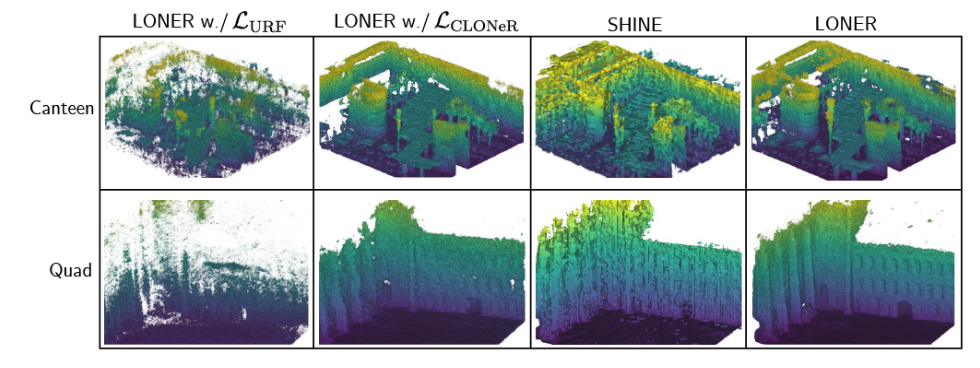 LONER w./ 𝓛URF LONER w./ 𝓛CLONeR SHINE LONER
Canteen
Quad